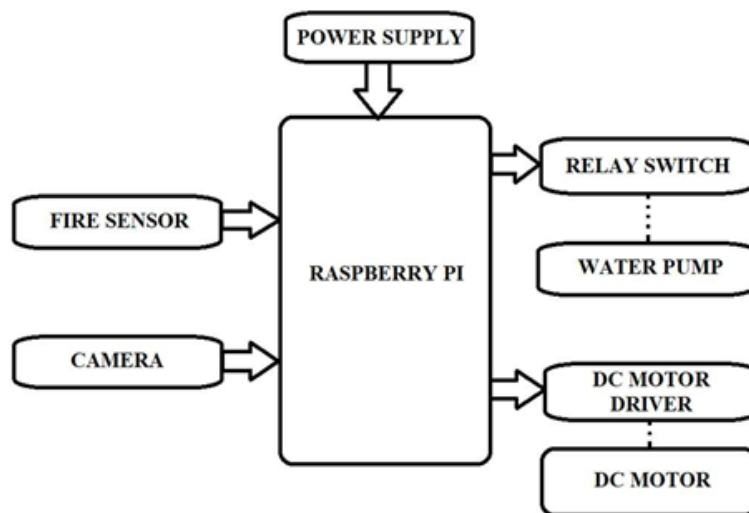 POWER SUPPLY
RELAY SWITCH
FIRE SENSOR
RASPBERRY PI
WATER PUMP
CAMERA
DC MOTOR
DRIVER
DC MOTOR